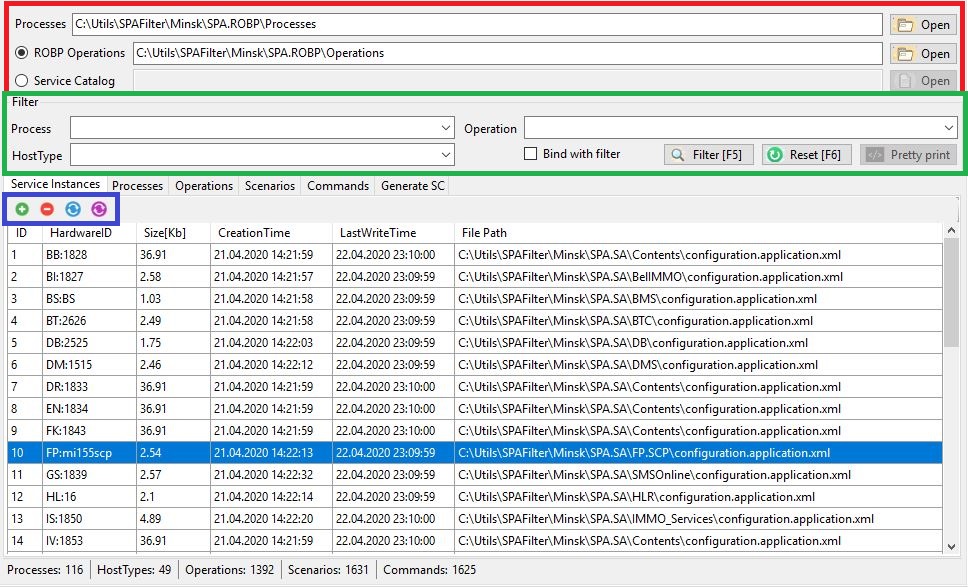 Processes C:\Utils\SPAFilter\Minsk\SPA.ROBP\Processes Open
ROBP Operations C:\Utils\SPAFilter\Minsk\SPA.ROBP\Operations Open
Service Catalog Open
Filter
Process Operation
HostType Bind with filter Filter [F5] Reset [F6] </> Pretty print
Service Instances Processes Operations Scenarios Commands Generate SC
ID HardwareID Size[Kb] CreationTime LastWriteTime File Path
1 BB:1828 36.91 21.04.2020 14:21:59 22.04.2020 23:10:00 C:\Utils\SPAFilter\Minsk\SPA.SA\Contents\configuration.application.xml
2 BI:1827 2.58 21.04.2020 14:21:57 22.04.2020 23:09:59 C:\Utils\SPAFilter\Minsk\SPA.SA\BellMMO\configuration.application.xml
3 BS:BS 1.03 21.04.2020 14:21:58 22.04.2020 23:09:59 C:\Utils\SPAFilter\Minsk\SPA.SA\BMS\configuration.application.xml
4 BT:2626 2.49 21.04.2020 14:21:58 22.04.2020 23:09:59 C:\Utils\SPAFilter\Minsk\SPA.SA\BTC\configuration.application.xml
5 DB:2525 1.75 21.04.2020 14:22:03 22.04.2020 23:09:59 C:\Utils\SPAFilter\Minsk\SPA.SA\DB\configuration.application.xml
6 DM:1515 2.46 21.04.2020 14:22:12 22.04.2020 23:09:59 C:\Utils\SPAFilter\Minsk\SPA.SA\DMS\configuration.application.xml
7 DR:1833 36.91 21.04.2020 14:21:59 22.04.2020 23:10:00 C:\Utils\SPAFilter\Minsk\SPA.SA\Contents\configuration.application.xml
8 EN:1834 36.91 21.04.2020 14:21:59 22.04.2020 23:10:00 C:\Utils\SPAFilter\Minsk\SPA.SA\Contents\configuration.application.xml
9 FK:1843 36.91 21.04.2020 14:21:59 22.04.2020 23:10:00 C:\Utils\SPAFilter\Minsk\SPA.SA\Contents\configuration.application.xml
10 FP:mi155scp 2.54 21.04.2020 14:22:13 22.04.2020 23:09:59 C:\Utils\SPAFilter\Minsk\SPA.SA\FP.SCP\configuration.application.xml
11 GS:1839 2.57 21.04.2020 14:22:32 22.04.2020 23:09:59 C:\Utils\SPAFilter\Minsk\SPA.SA\SMSOnline\configuration.application.xml
12 HL:16 2.1 21.04.2020 14:22:14 22.04.2020 23:09:59 C:\Utils\SPAFilter\Minsk\SPA.SA\HLR\configuration.application.xml
13 IS:1850 4.89 21.04.2020 14:22:20 22.04.2020 23:10:00 C:\Utils\SPAFilter\Minsk\SPA.SA\IMMO_Services\configuration.application.xml
14 IV:1853 36.91 21.04.2020 14:21:59 22.04.2020 23:10:00 C:\Utils\SPAFilter\Minsk\SPA.SA\Contents\configuration.application.xml
Processes: 116 HostTypes: 49 Operations: 1392 Scenarios: 1631 Commands: 1625